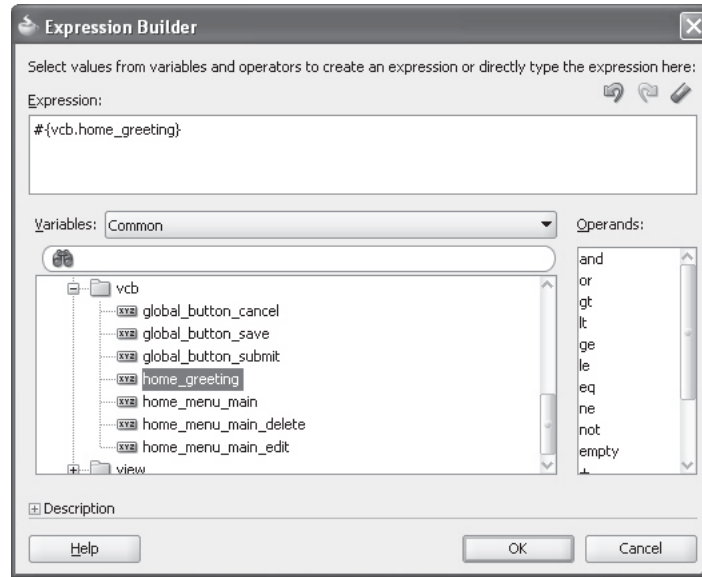 Expression Builder
Select values from variables and operators to create an expression or directly type the expression here:
Expression:
#{vcb.home_greeting}
Variables: Common
Operands:
vcb
global_button_cancel
global_button_save
global_button_submit
home_greeting
home_menu_main
home_menu_main_delete
home_menu_main_edit
view
and
or
gt
lt
ge
le
eq
ne
not
empty
+
Description
Help
OK
Cancel